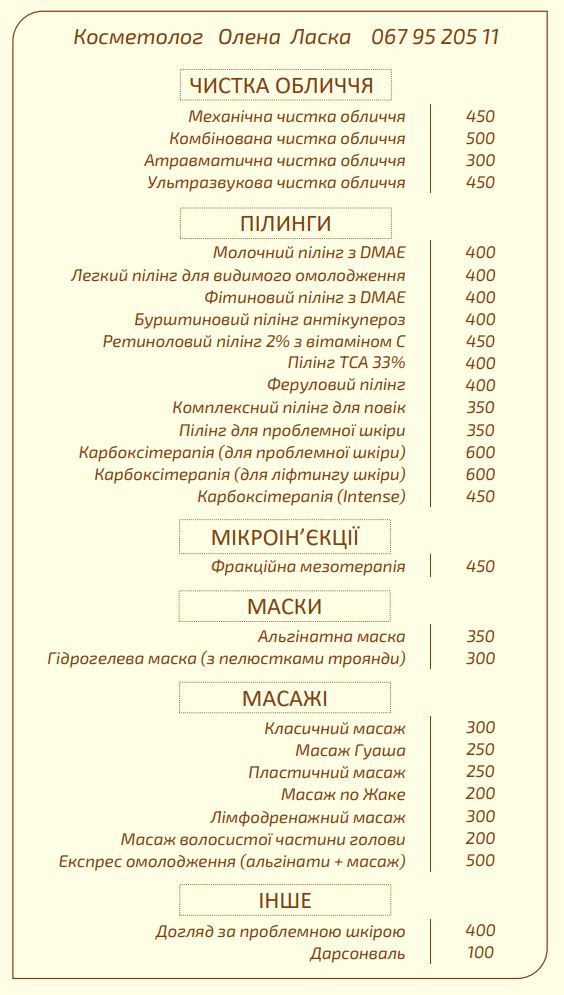 Косметолог Олена Ласка 067 95 205 11
ЧИСТКА ОБЛИЧЧЯ
Механічна чистка обличчя 450
Комбінована чистка обличчя 500
Атравматична чистка обличчя 300
Ультразвукова чистка обличчя 450
ПІЛИНГИ
Молочний пілінг з DMAE 400
Легкий пілінг для видимого омолодження 400
Фітиновий пілінг з DMAE 400
Бурштиновий пілінг антікупероз 400
Ретиноловий пілінг 2% з вітаміном С 450
Пілінг ТСА 33% 400
Феруловий пілінг 400
Комплексний пілінг для повік 350
Пілінг для проблемної шкіри 350
Карбоксітерапія (для проблемної шкіри) 600
Карбоксітерапія (для ліфтингу шкіри) 600
Карбоксітерапія (Intense) 450
МІКРОІН’ЄКЦІЇ
Фракційна мезотерапія 450
МАСКИ
Альгінатна маска 350
Гідрогелева маска (з пелюстками троянди) 300
МАСАЖІ
Класичний масаж 300
Масаж Гуаша 250
Пластичний масаж 250
Масаж по Жаке 200
Лімфодренажний масаж 300
Масаж волосистої частини голови 200
Експрес омолодження (альгінати + масаж) 500
ІНШЕ
Догляд за проблемною шкірою 400
Дарсонваль 100